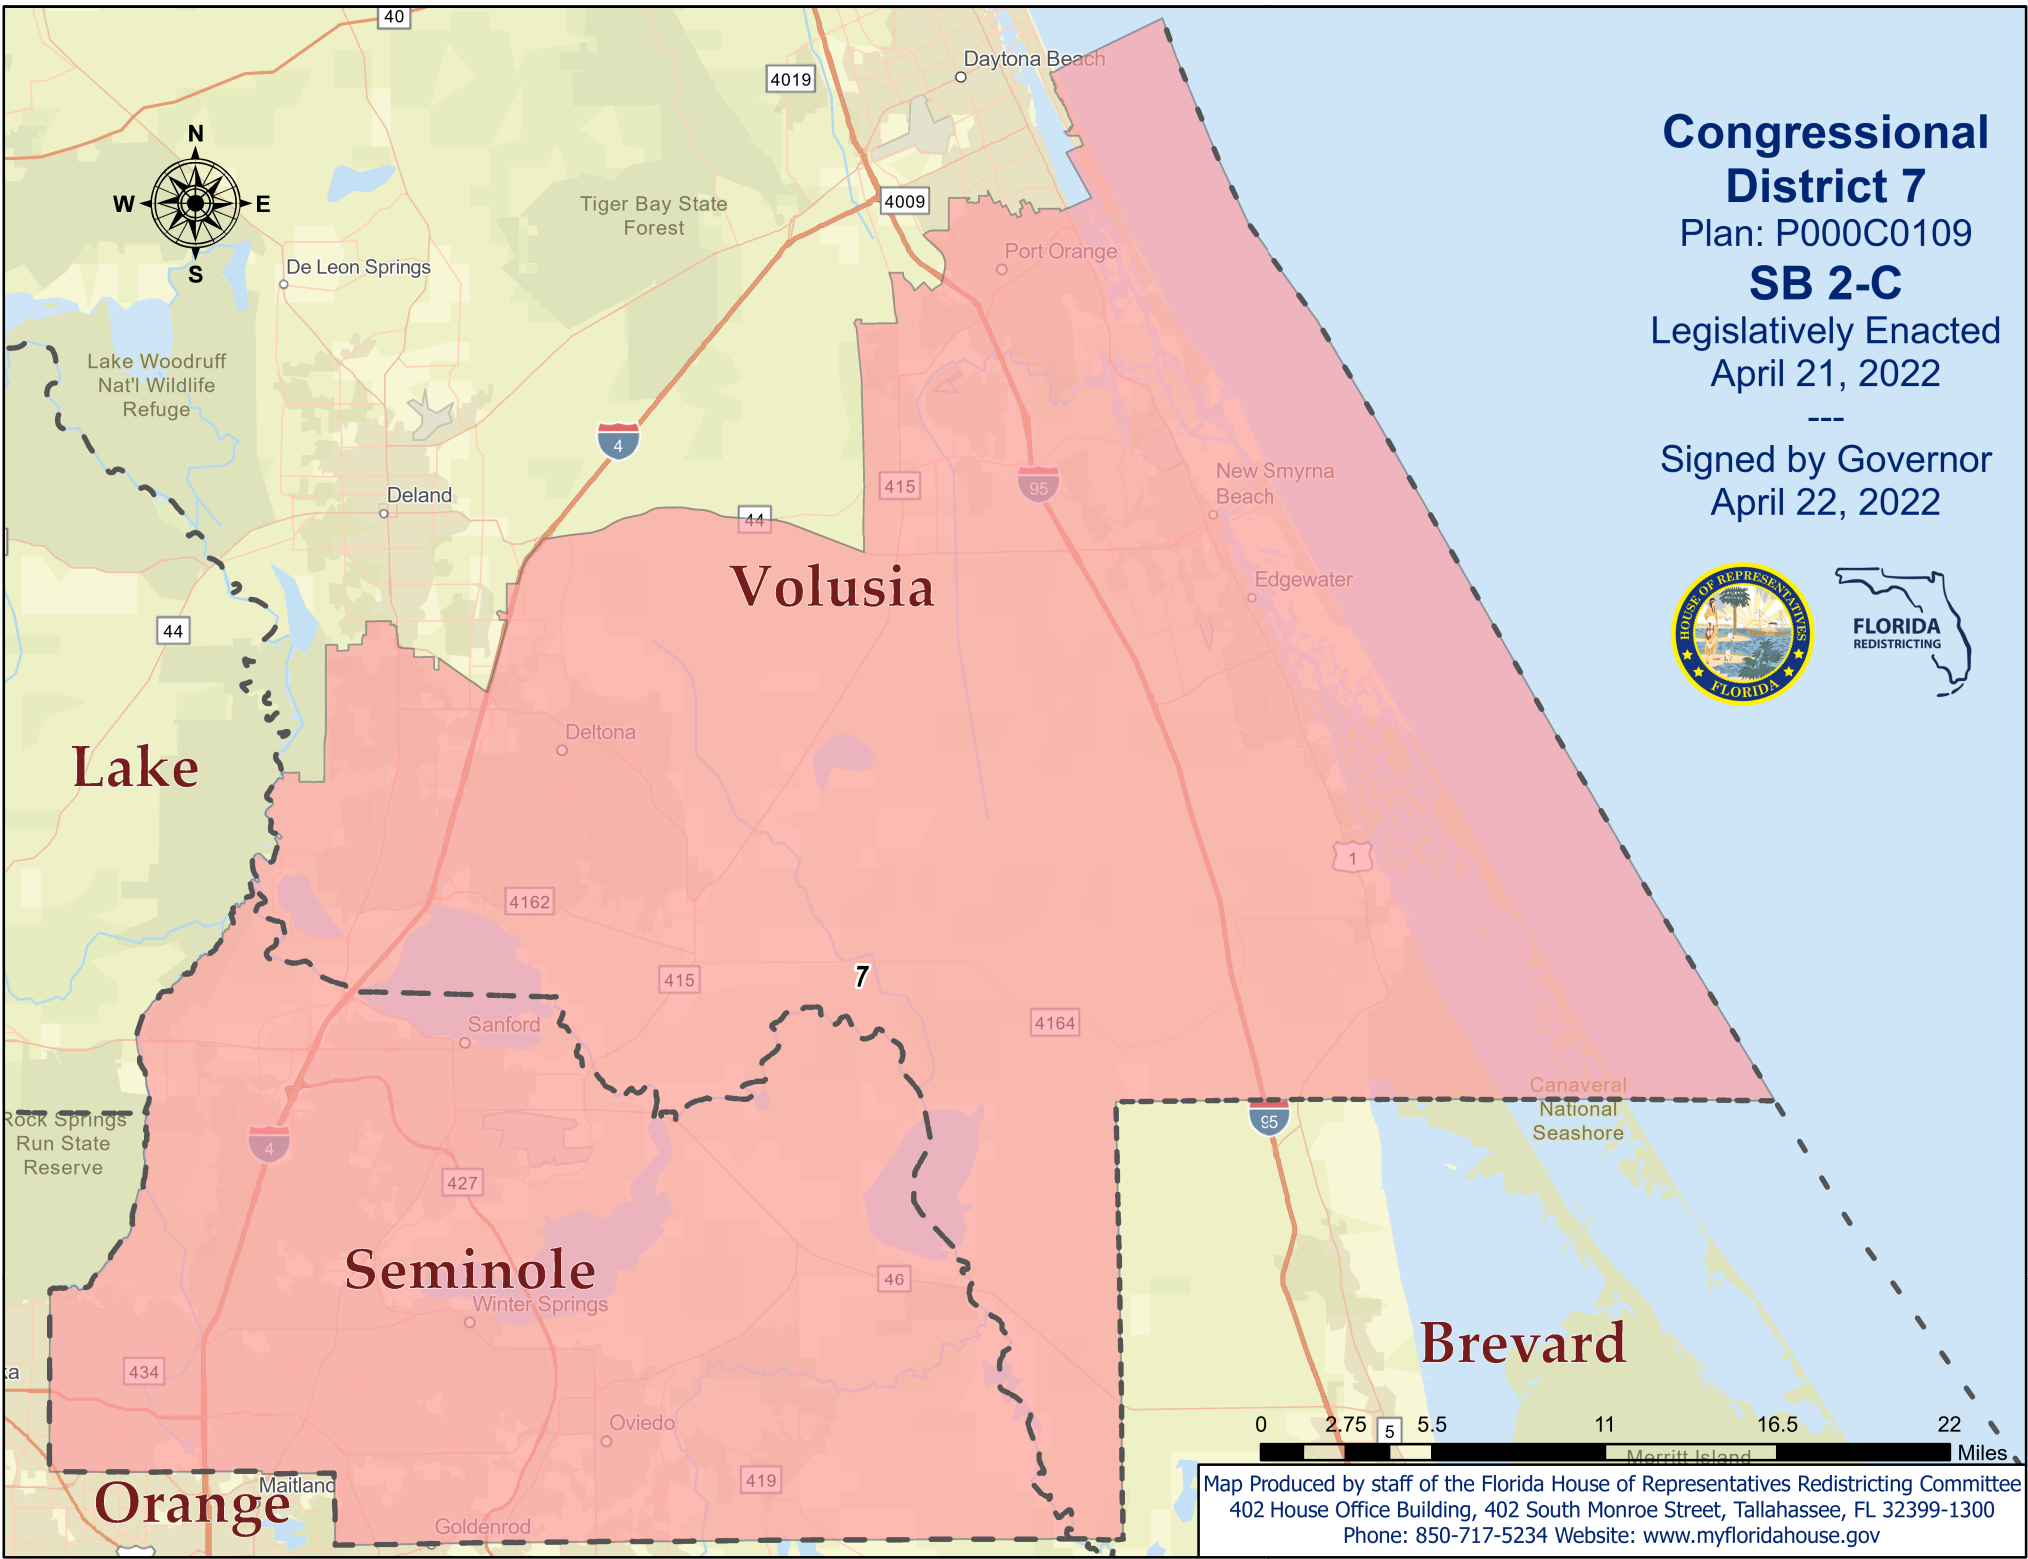 40
Daytona Beach
4019
N
W
E
S
4009
Tiger Bay State
Forest
Port Orange
De Leon Springs
Lake Woodruff
Nat'l Wildlife
Refuge
4
415
95
New Smyrna
Beach
Deland
44
Volusia
Edgewater
44
Deltona
Lake
1
4162
415
7
4164
Sanford
Canaveral
National
Seashore
Rock Springs
Run State
Reserve
95
4
427
Seminole
Winter Springs
46
Brevard
434
ka
Oviedo
5
419
Maitland
Orange
Goldenrod
Merritt Island
Congressional
District 7
Plan: P000C0109
SB 2-C
Legislatively Enacted
April 21, 2022
---
Signed by Governor
April 22, 2022
HOUSE OF REPRESENTATIVES
FLORIDA
FLORIDA
REDISTRICTING
0 2.75 5.5 11 16.5 22
Miles
Map Produced by staff of the Florida House of Representatives Redistricting Committee
402 House Office Building, 402 South Monroe Street, Tallahassee, FL 32399-1300
Phone: 850-717-5234 Website: www.myfloridahouse.gov